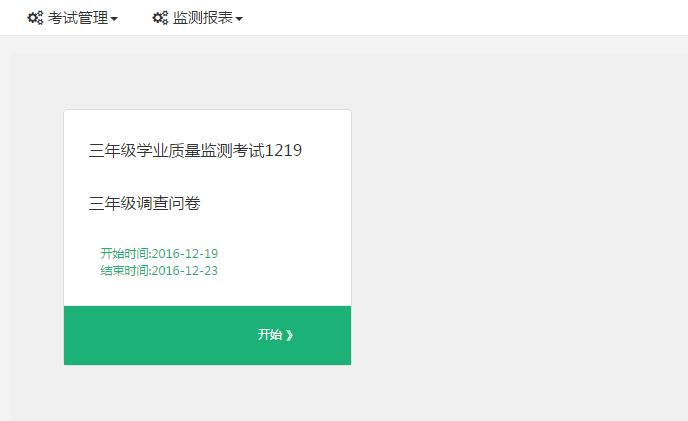 考试管理 监测报表
三年级学业质量监测考试1219
三年级调查问卷
开始时间:2016-12-19
结束时间:2016-12-23
开始 》